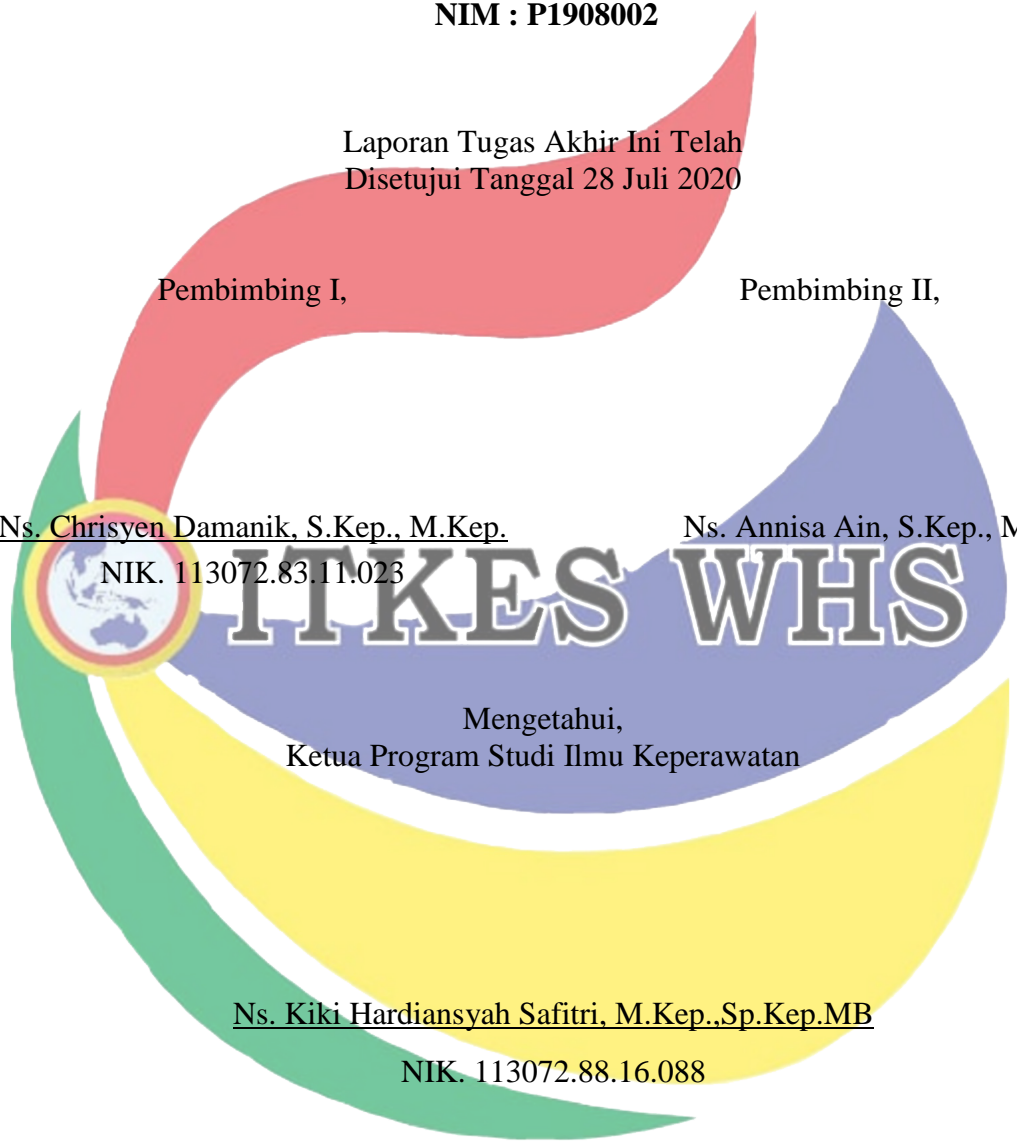 NIM : P1908002
Laporan Tugas Akhir Ini Telah
Disetujui Tanggal 28 Juli 2020
Pembimbing I, Pembimbing II,
Ns. Chrisyen Damanik, S.Kep., M.Kep. Ns. Annisa Ain, S.Kep., M
NIK. 113072.83.11.023
ITKES WHS
Mengetahui,
Ketua Program Studi Ilmu Keperawatan
Ns. Kiki Hardiansyah Safitri, M.Kep.,Sp.Kep.MB
NIK. 113072.88.16.088